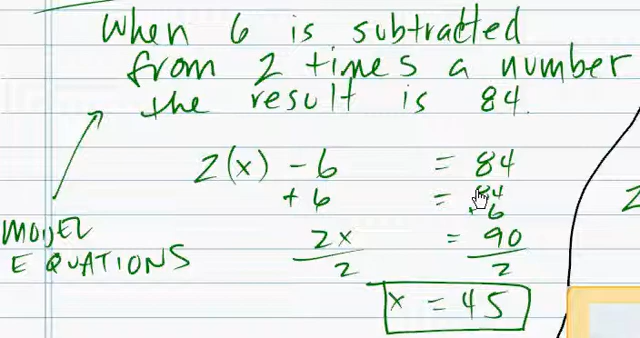 When 6 is subtracted
from 2 times a number
the result is 84.
2(x) - 6 = 84
+ 6 = 84
+ 6
2x = 90
2 2
x = 45
MODEL
EQUATIONS
2